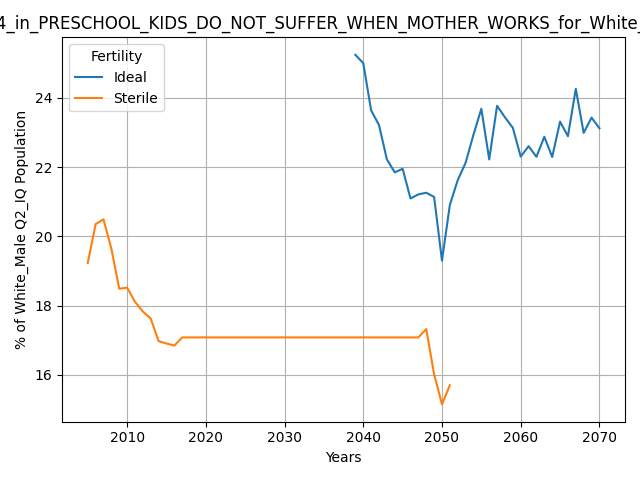 4_in_PRESCHOOL_KIDS_DO_NOT_SUFFER_WHEN_MOTHER_WORKS_for_White_
Fertility
Ideal
Sterile
% of White_Male Q2_IQ Population
24
22
20
18
16
2010 2020 2030 2040 2050 2060 2070
Years